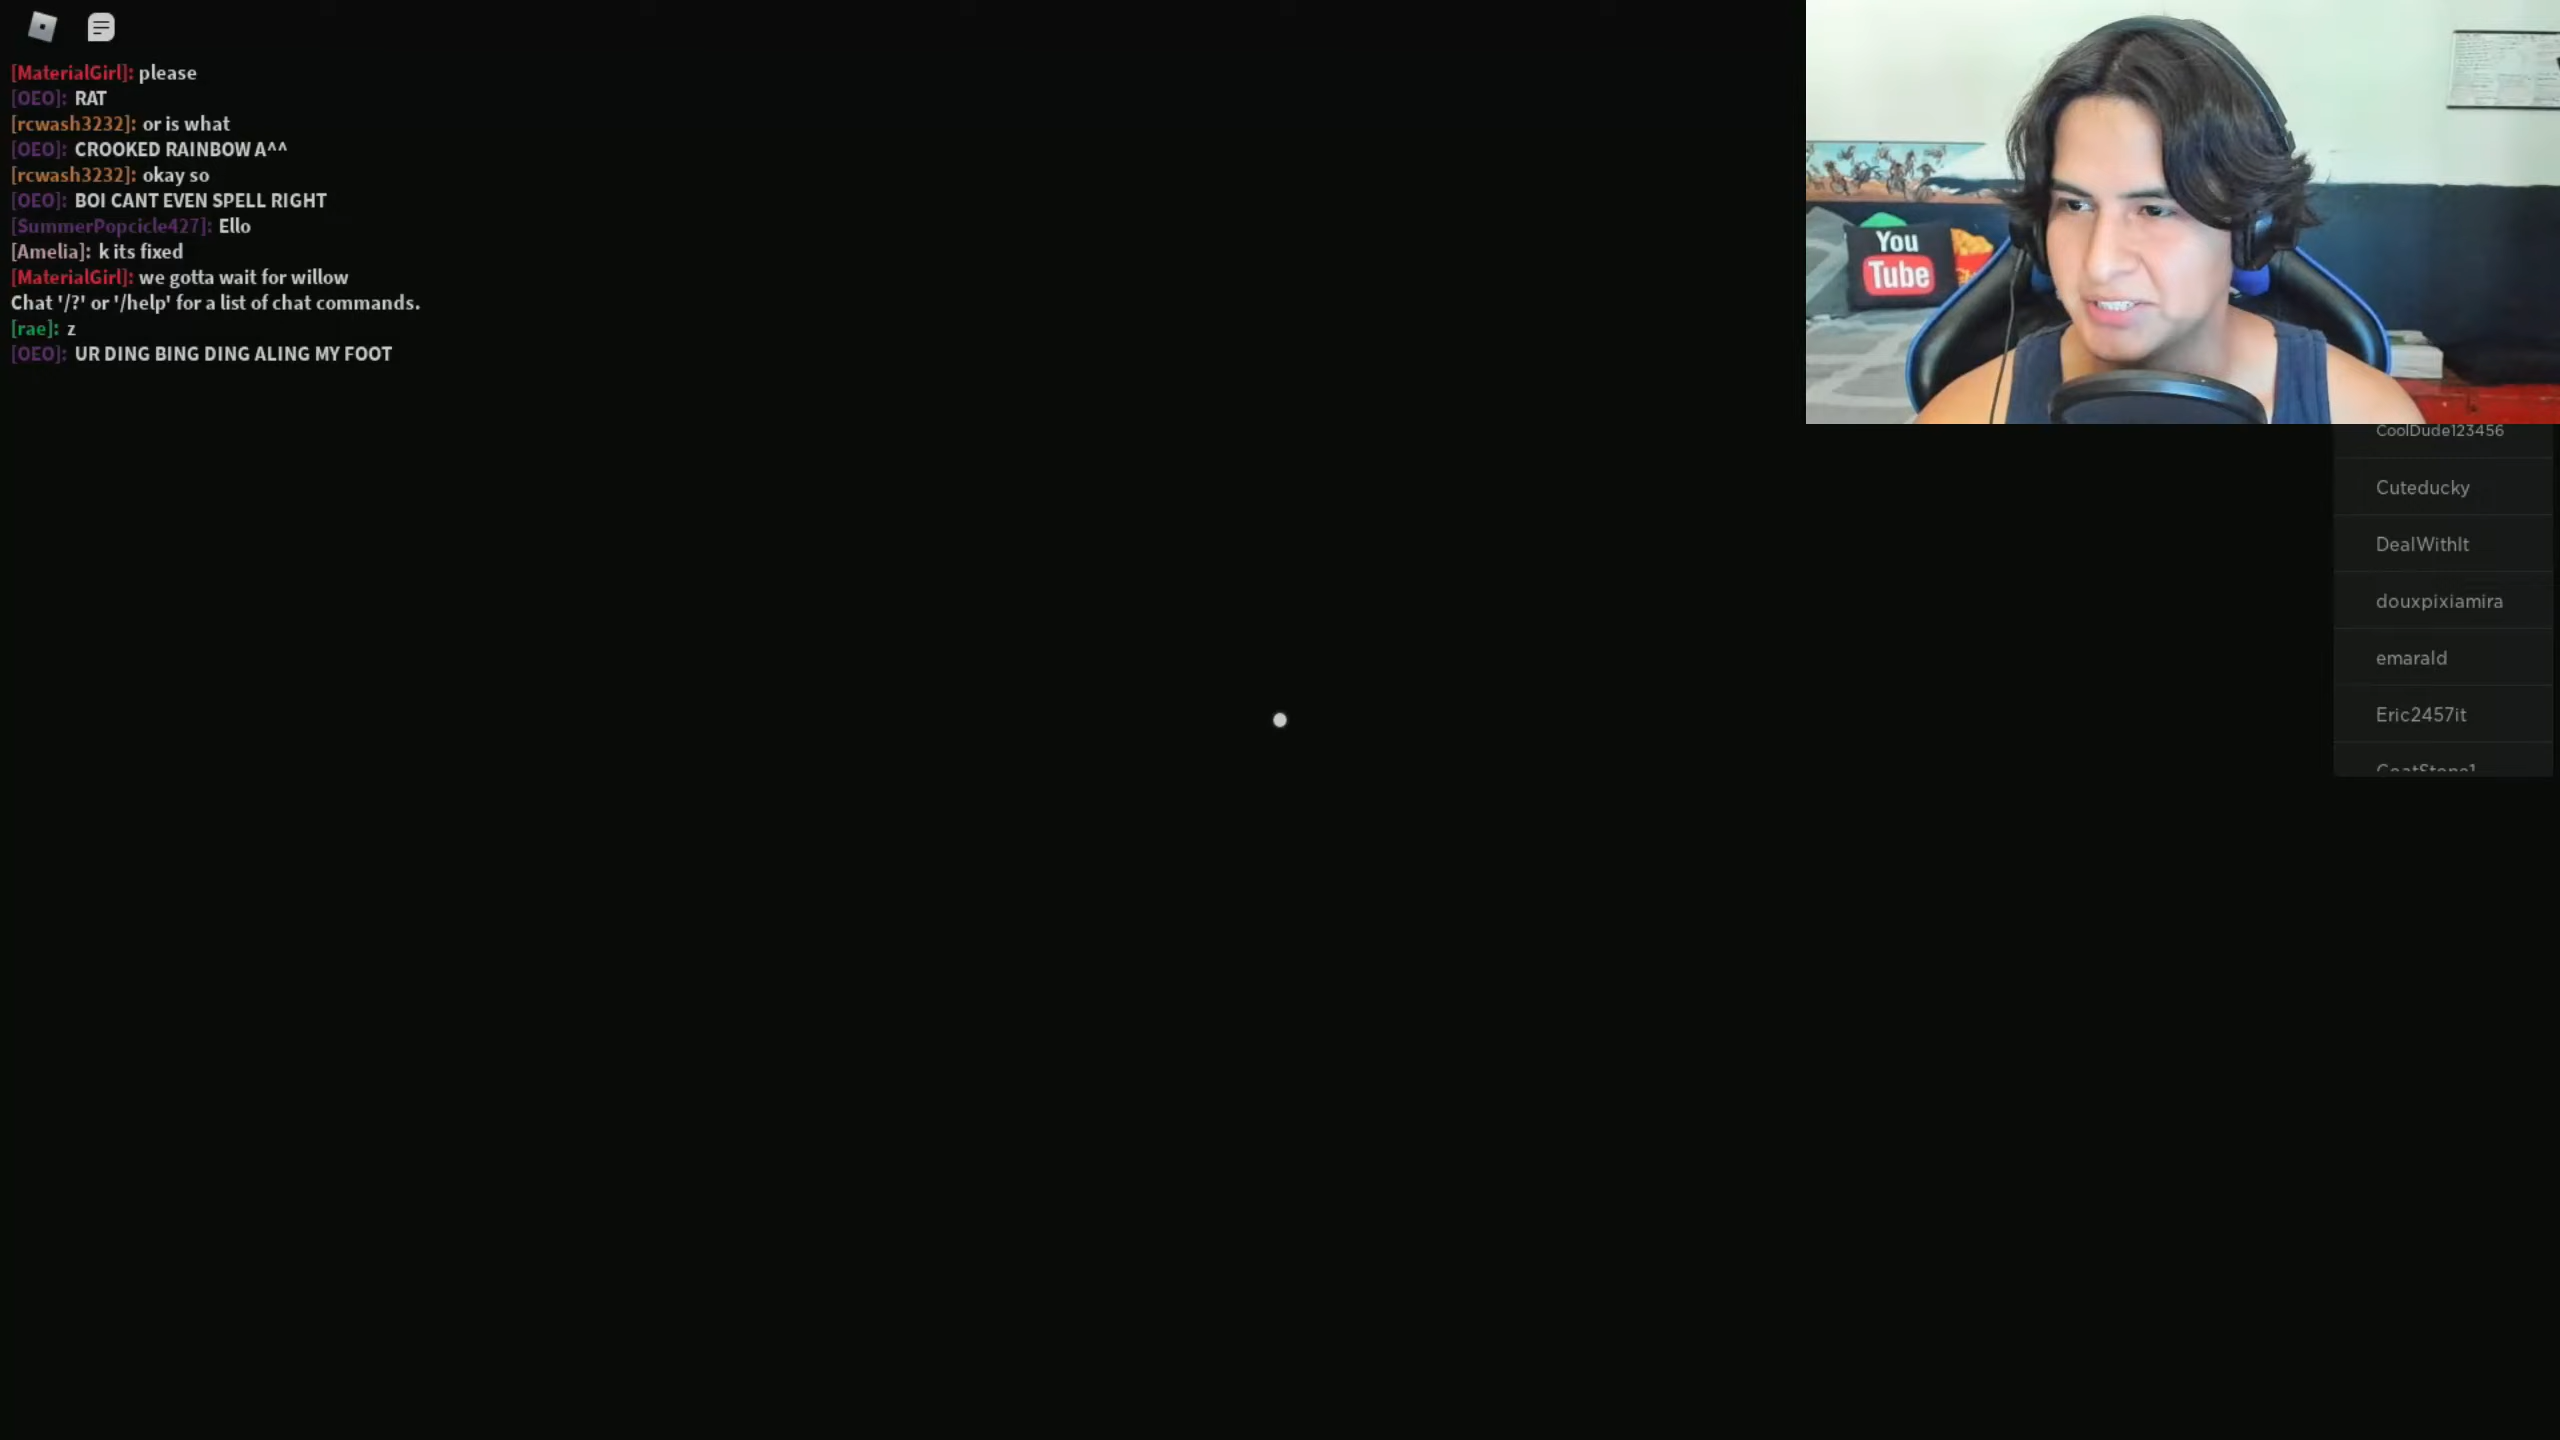 [MaterialGirl]: please
[OEO]: RAT
[rcwash3232]: or is what
[OEO]: CROOKED RAINBOW A^^
[rcwash3232]: okay so
[OEO]: BOI CANT EVEN SPELL RIGHT
[SummerPopcicle427]: Ello
[Amelia]: k its fixed
[MaterialGirl]: we gotta wait for willow
Chat '/?' or '/help' for a list of chat commands.
[rae]: z
[OEO]: UR DING BING DING ALING MY FOOT
You
Tube
CoolDude123456
Cuteducky
DealWithIt
douxpixiamira
emarald
Eric2457it